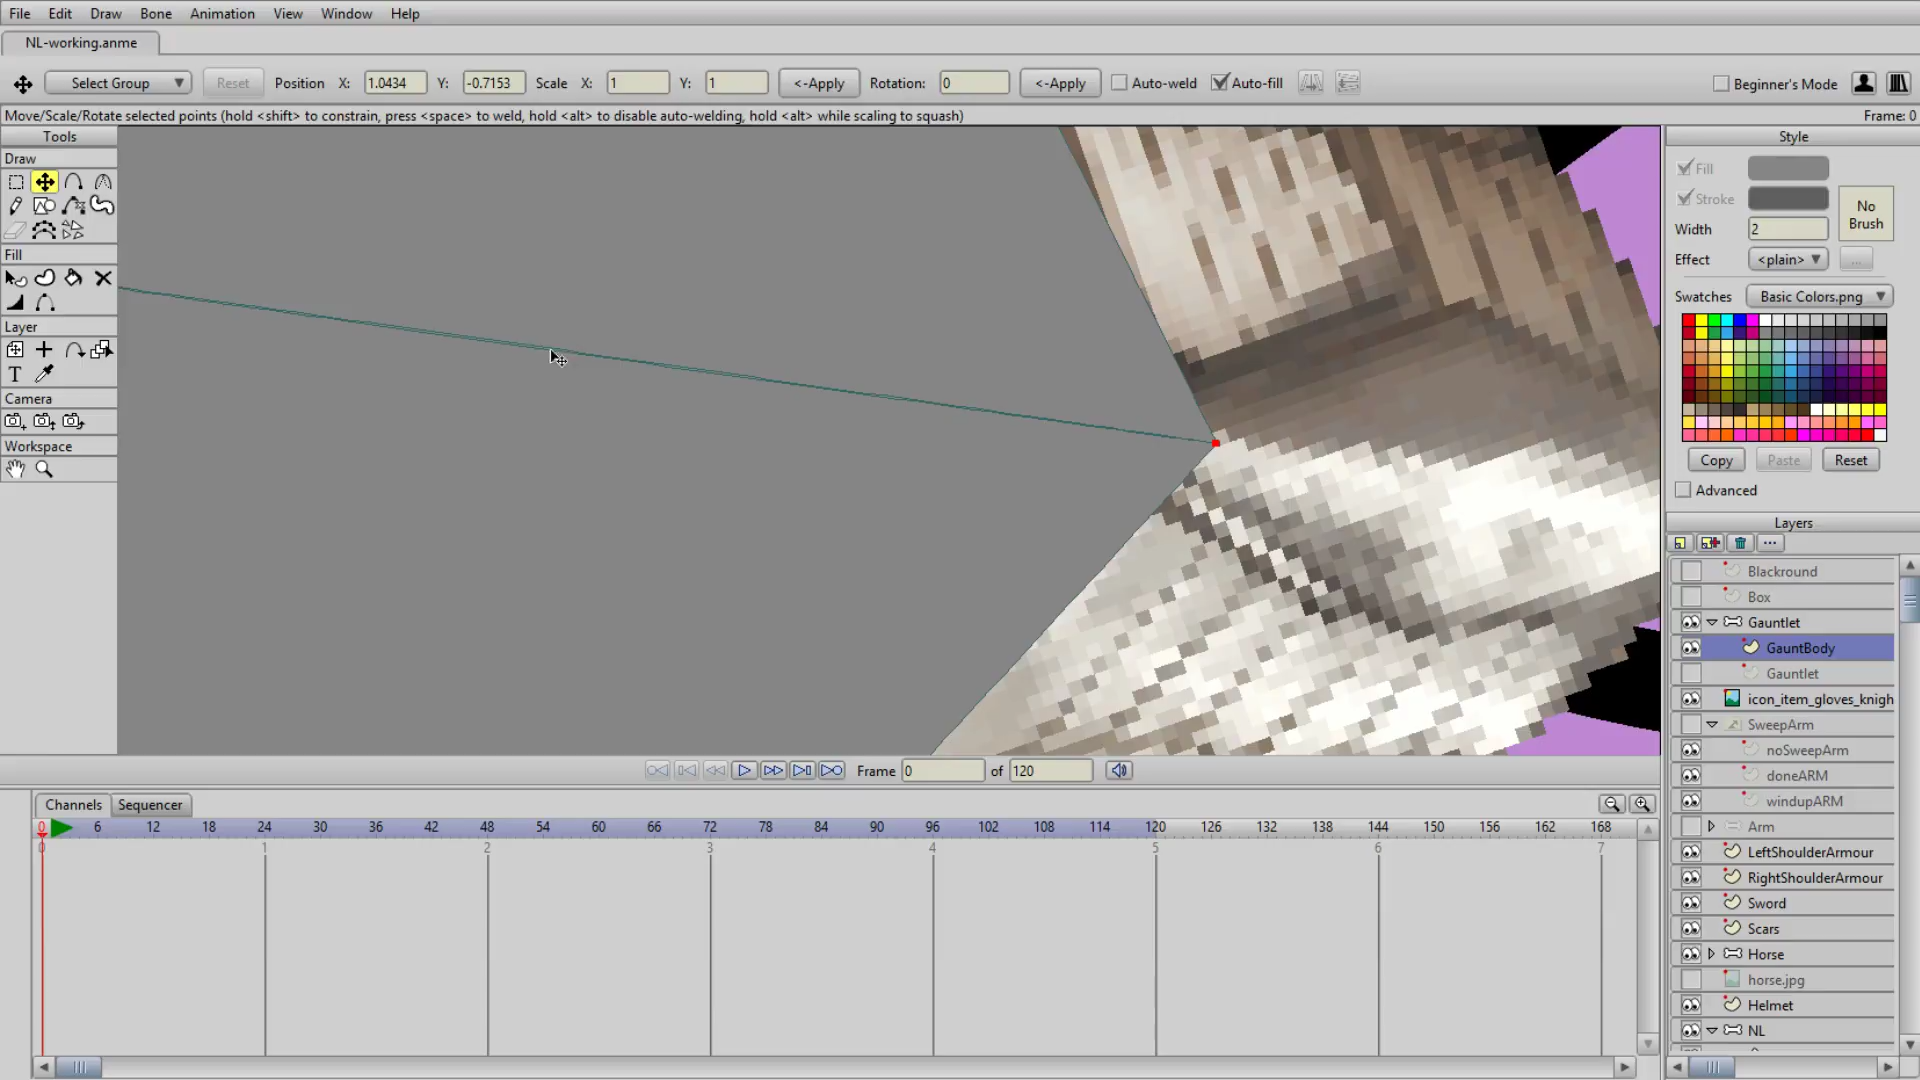 File Edit Draw Bone Animation View Window Help
NL-working.anme
Select Group Reset Position X: 1.0434 Y: -0.7153 Scale X: 1 Y: 1 <-Apply Rotation: 0 <-Apply Auto-weld Auto-fill Beginner's Mode
Move/Scale/Rotate selected points (hold <shift> to constrain, press <space> to weld, hold <alt> to disable auto-welding, hold <alt> while scaling to squash) Frame: 0
Tools
Draw
Fill
Layer
T
Camera
Workspace
Style
Fill
Stroke
No Brush
Width 2
Effect <plain> ...
Swatches Basic Colors.png
Copy Paste Reset
Advanced
Layers
Blackround
Box
Gauntlet
GauntBody
Gauntlet
icon_item_gloves_knigh
SweepArm
noSweepArm
doneARM
windupARM
Arm
LeftShoulderArmour
RightShoulderArmour
Sword
Scars
Horse
horse.jpg
Helmet
NL
Frame 0 of 120
Channels Sequencer
0 6 12 18 24 30 36 42 48 54 60 66 72 78 84 90 96 102 108 114 120 126 132 138 144 150 156 162 168
0 1 2 3 4 5 6 7